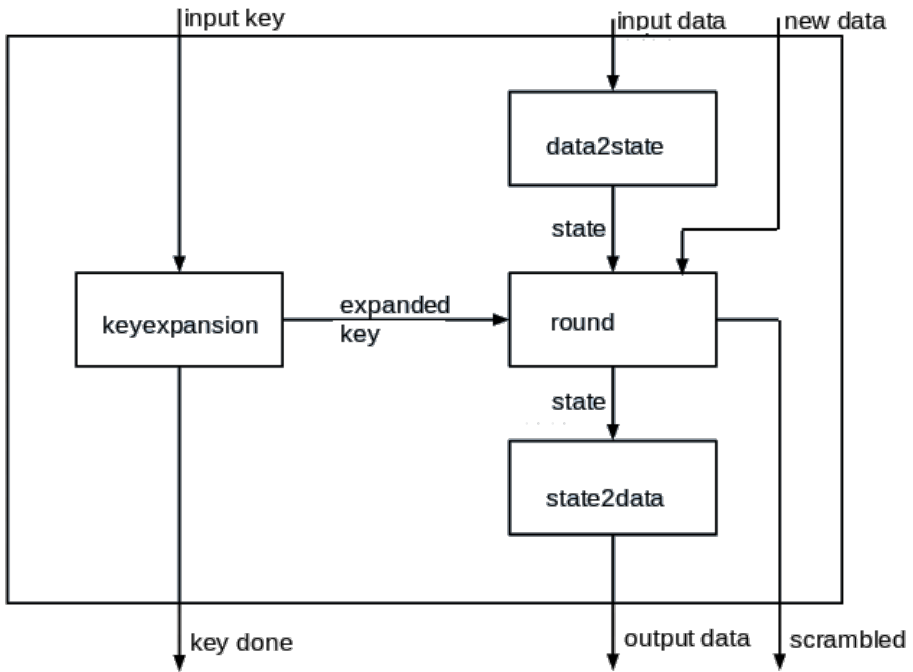 input key
input data
new data
data2state
state
expanded
key
keyexpansion
round
state
state2data
key done
output data
scrambled